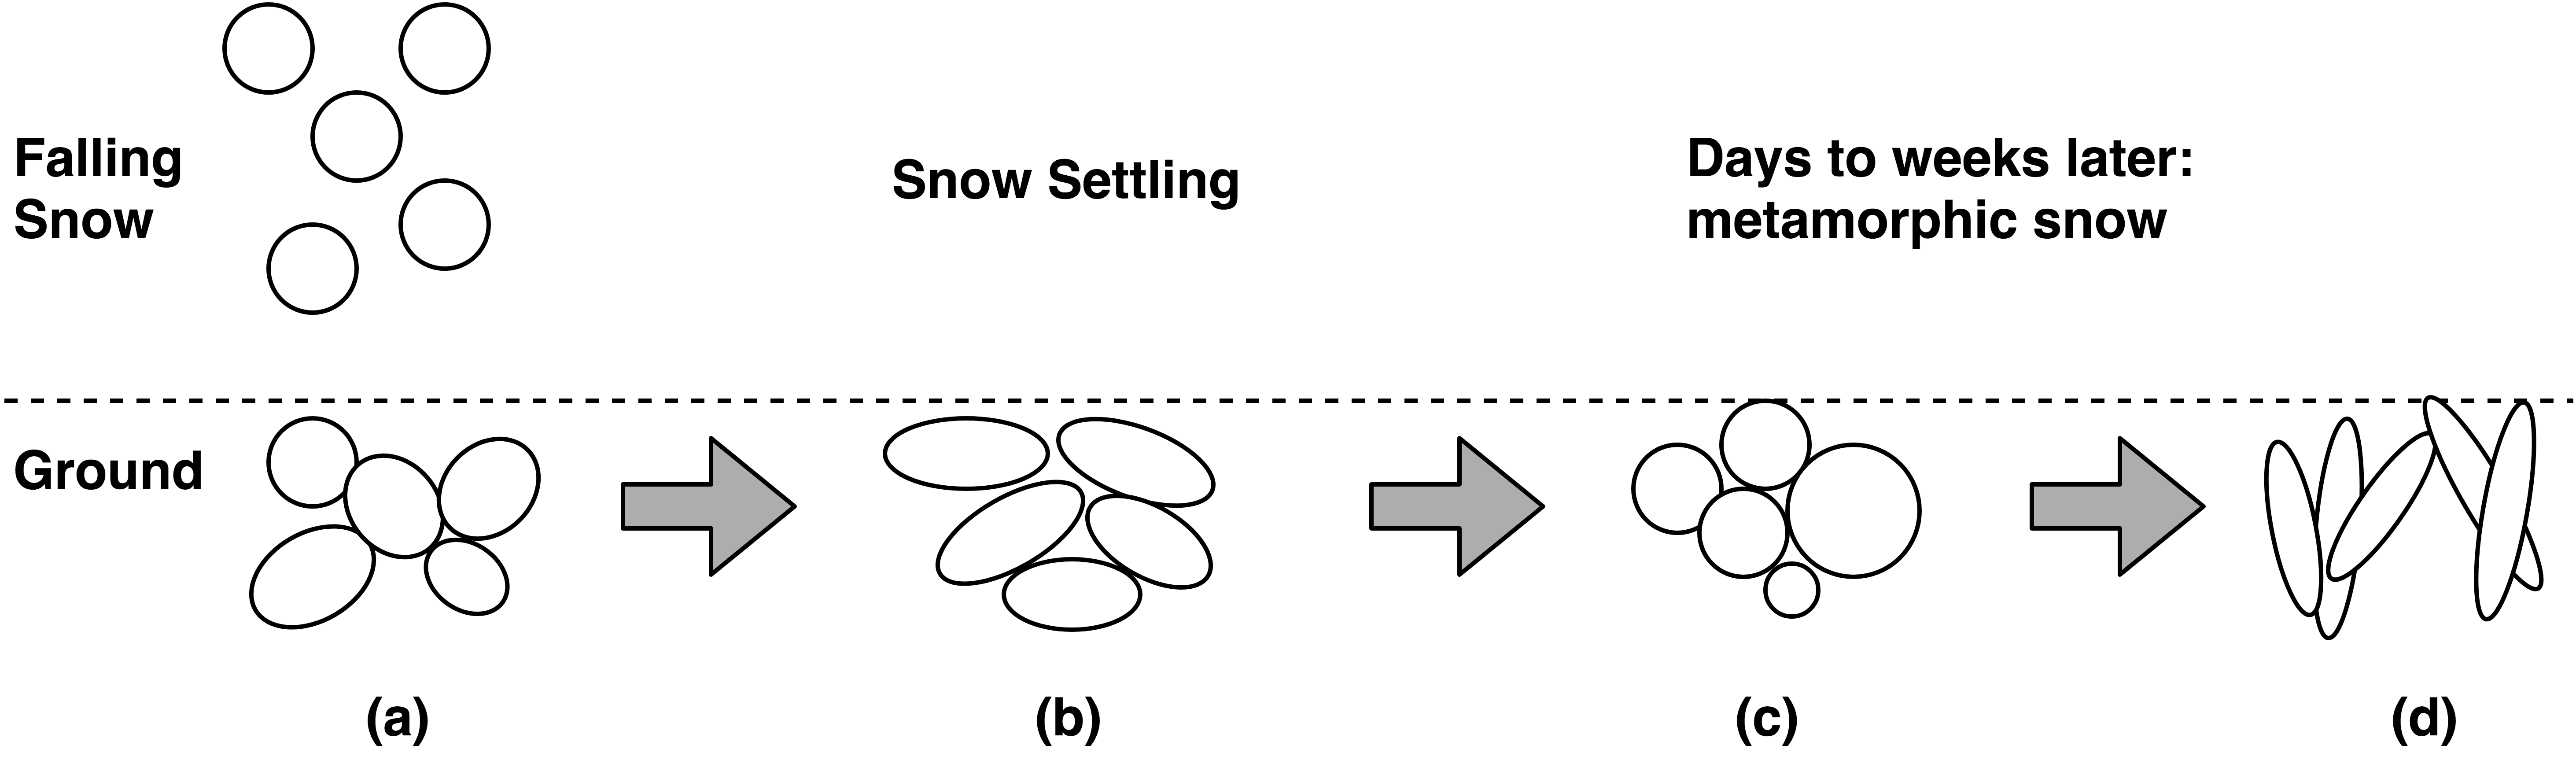 Falling
Snow
Snow Settling
Days to weeks later:
metamorphic snow
Ground
(a)
(b)
(c)
(d)